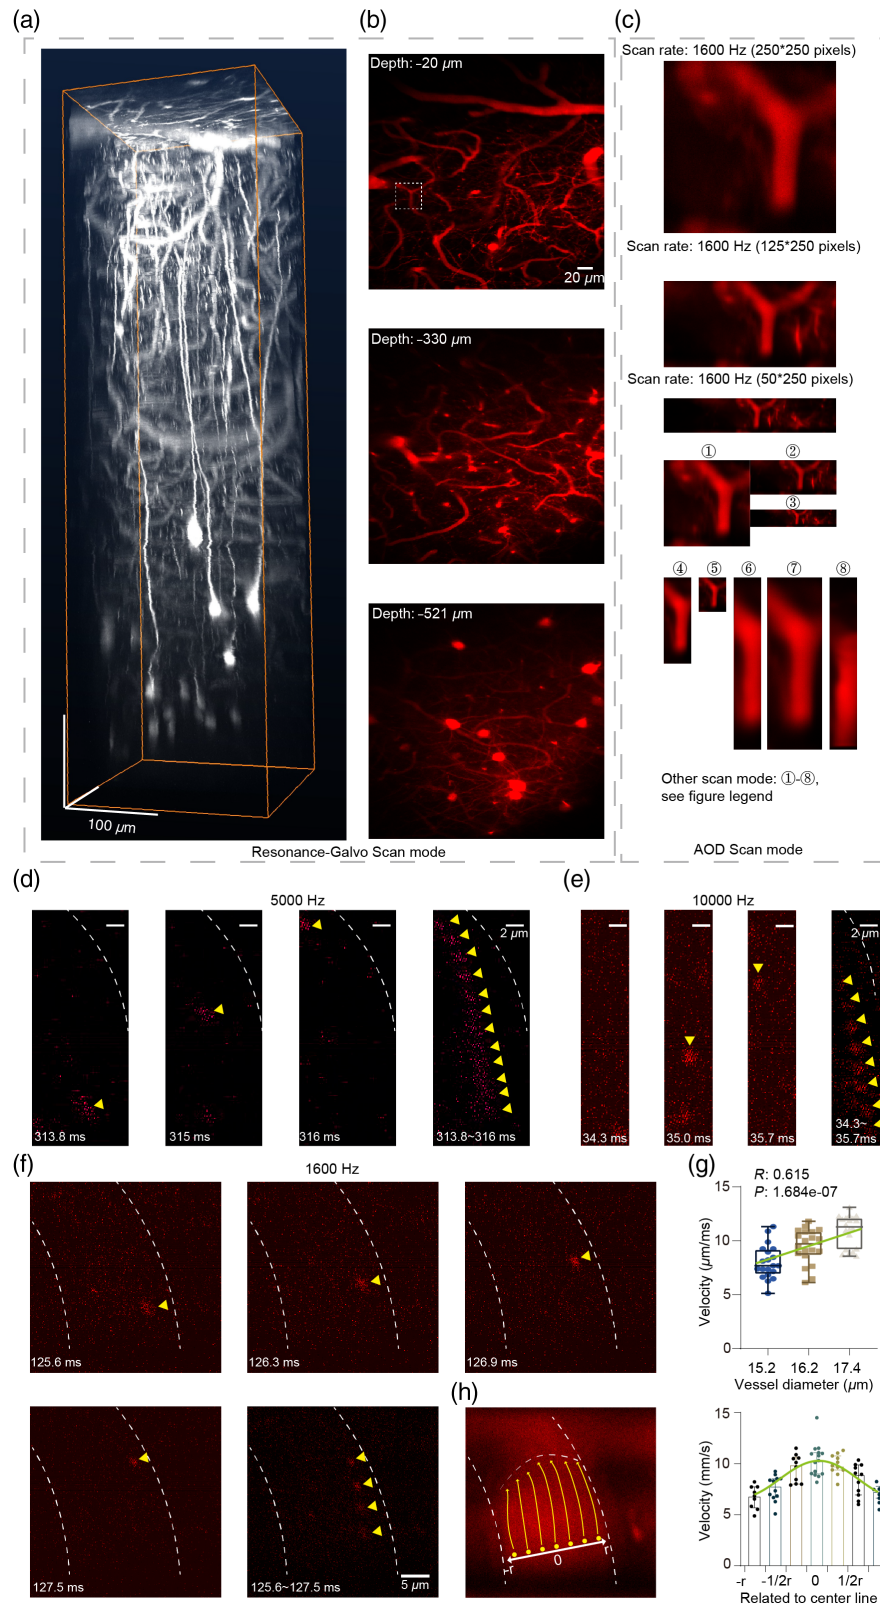 (a)
(b)
(c)
Depth: –20 µm
20 µm
Depth: –330 µm
Depth: –521 µm
100 µm
Resonance-Galvo Scan mode
Scan rate: 1600 Hz (250*250 pixels)
Scan rate: 1600 Hz (125*250 pixels)
Scan rate: 1600 Hz (50*250 pixels)
① ②
③
④ ⑤ ⑥ ⑦ ⑧
Other scan mode: ①-⑧,
see figure legend
AOD Scan mode
(d)
5000 Hz
2 µm
313.8 ms
315 ms
316 ms
313.8~316 ms
(e)
10000 Hz
2 µm
34.3 ms
35.0 ms
35.7 ms
34.3~
35.7ms
(f)
1600 Hz
125.6 ms
126.3 ms
126.9 ms
127.5 ms
125.6~127.5 ms
5 µm
(g)
R: 0.615
P: 1.684e-07
Velocity (µm/ms)
15
10
5
0
15.2 16.2 17.4
Vessel diameter (µm)
(h)
-r 0 r
Velocity (mm/s)
15
10
5
0
-r -1/2r 0 1/2r
Related to center line